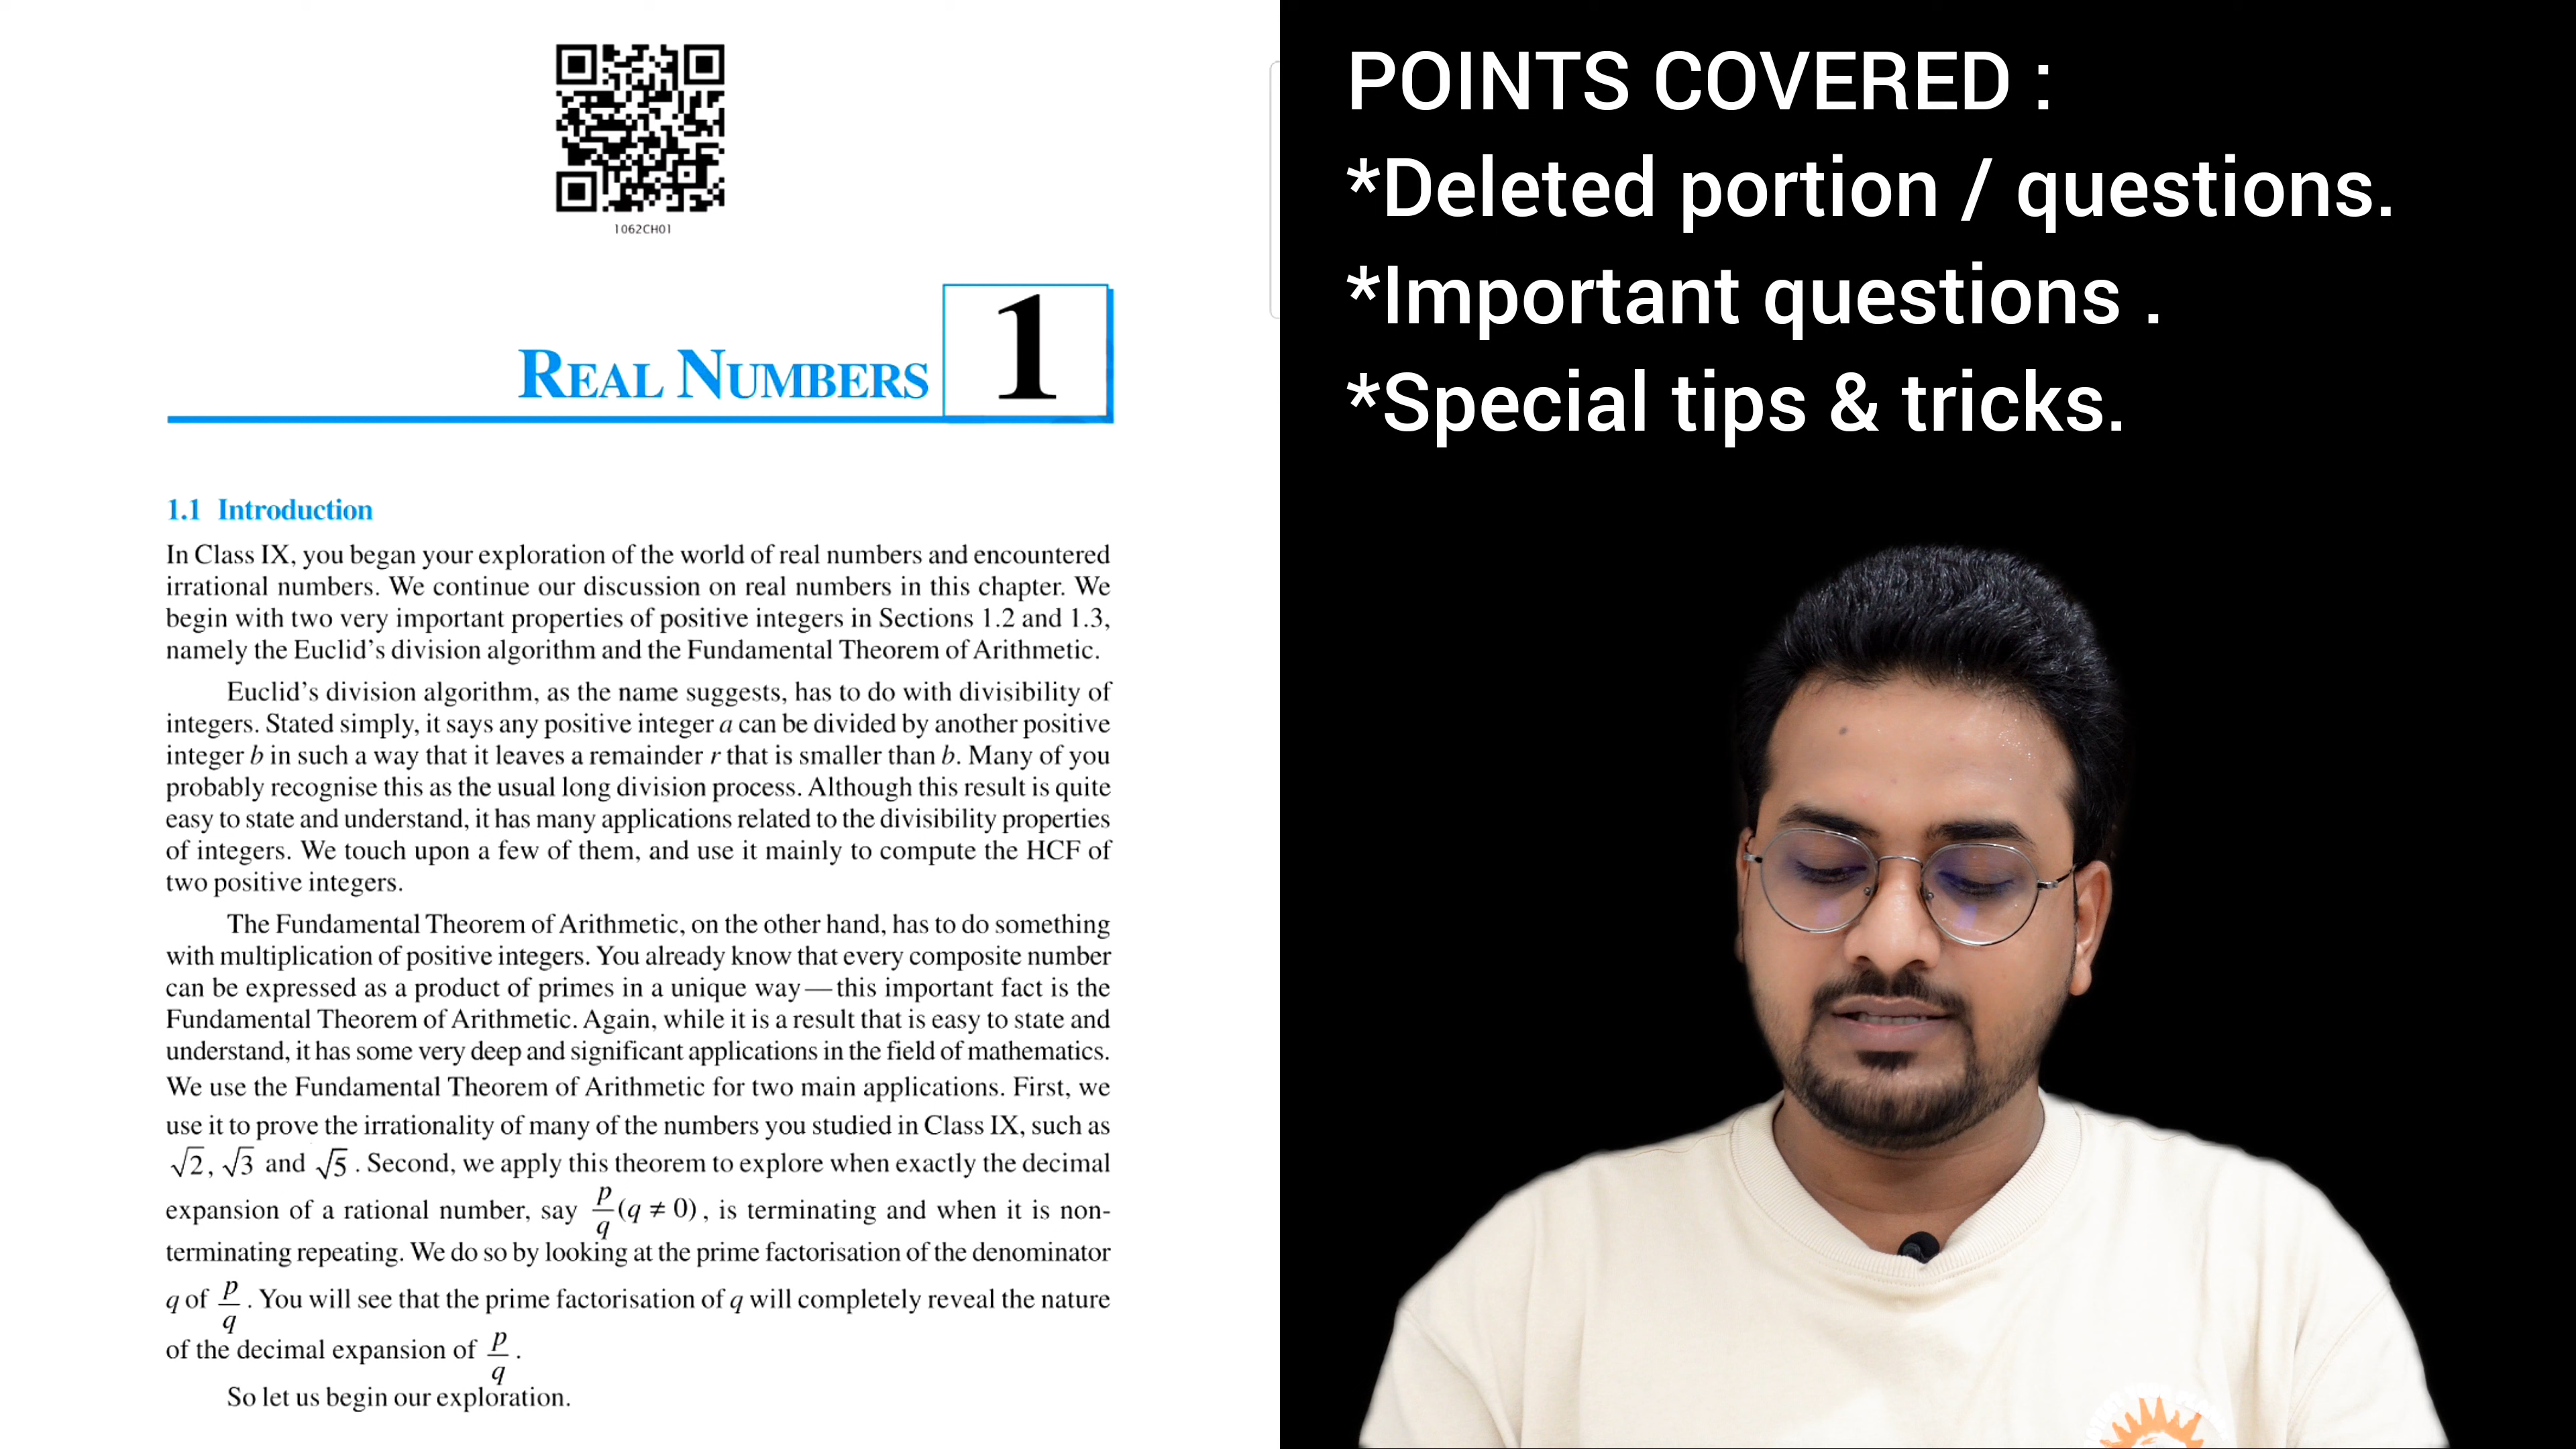 1062CH01
REAL NUMBERS 1
1.1 Introduction
In Class IX, you began your exploration of the world of real numbers and encountered
irrational numbers. We continue our discussion on real numbers in this chapter. We
begin with two very important properties of positive integers in Sections 1.2 and 1.3,
namely the Euclid's division algorithm and the Fundamental Theorem of Arithmetic.
Euclid's division algorithm, as the name suggests, has to do with divisibility of
integers. Stated simply, it says any positive integer a can be divided by another positive
integer b in such a way that it leaves a remainder r that is smaller than b. Many of you
probably recognise this as the usual long division process. Although this result is quite
easy to state and understand, it has many applications related to the divisibility properties
of integers. We touch upon a few of them, and use it mainly to compute the HCF of
two positive integers.
The Fundamental Theorem of Arithmetic, on the other hand, has to do something
with multiplication of positive integers. You already know that every composite number
can be expressed as a product of primes in a unique way—this important fact is the
Fundamental Theorem of Arithmetic. Again, while it is a result that is easy to state and
understand, it has some very deep and significant applications in the field of mathematics.
We use the Fundamental Theorem of Arithmetic for two main applications. First, we
use it to prove the irrationality of many of the numbers you studied in Class IX, such as
√2, √3 and √5. Second, we apply this theorem to explore when exactly the decimal
expansion of a rational number, say p/q (q ≠ 0), is terminating and when it is non-
terminating repeating. We do so by looking at the prime factorisation of the denominator
q of p/q. You will see that the prime factorisation of q will completely reveal the nature
of the decimal expansion of p/q.
So let us begin our exploration.
POINTS COVERED :
*Deleted portion / questions.
*Important questions .
*Special tips & tricks.